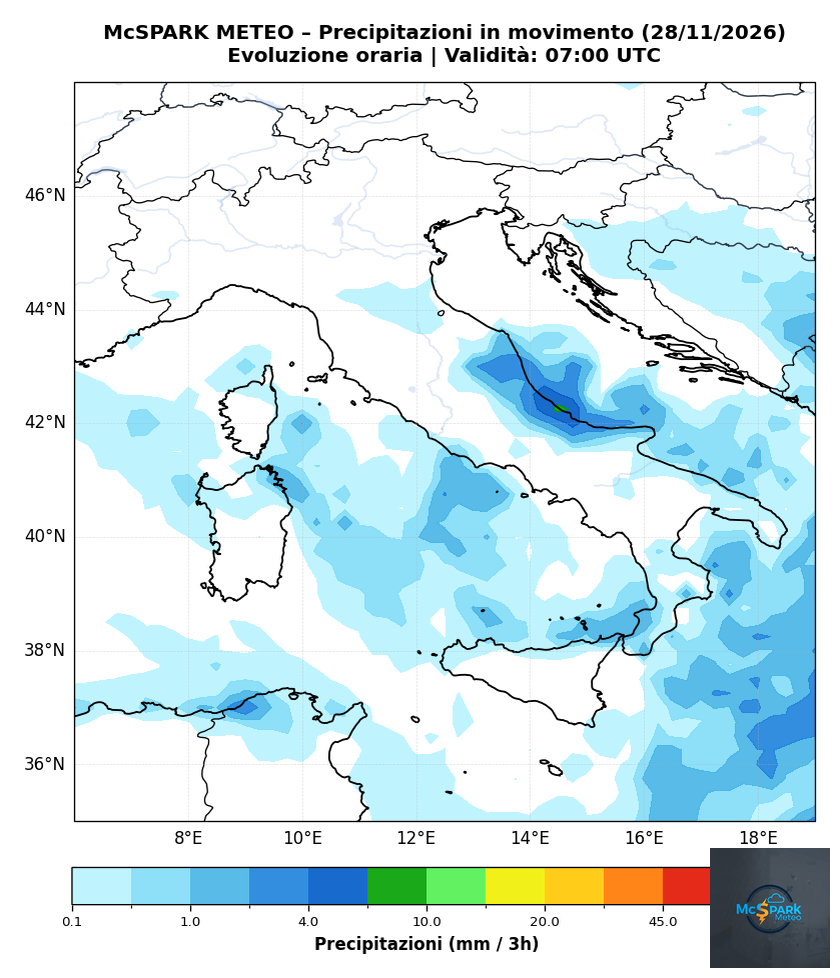 McSPARK METEO – Precipitazioni in movimento (28/11/2026)
Evoluzione oraria | Validità: 07:00 UTC
46°N
44°N
42°N
40°N
38°N
36°N
8°E 10°E 12°E 14°E 16°E 18°E
0.1 1.0 4.0 10.0 20.0 45.0
Precipitazioni (mm / 3h)
McSPARK
Meteo